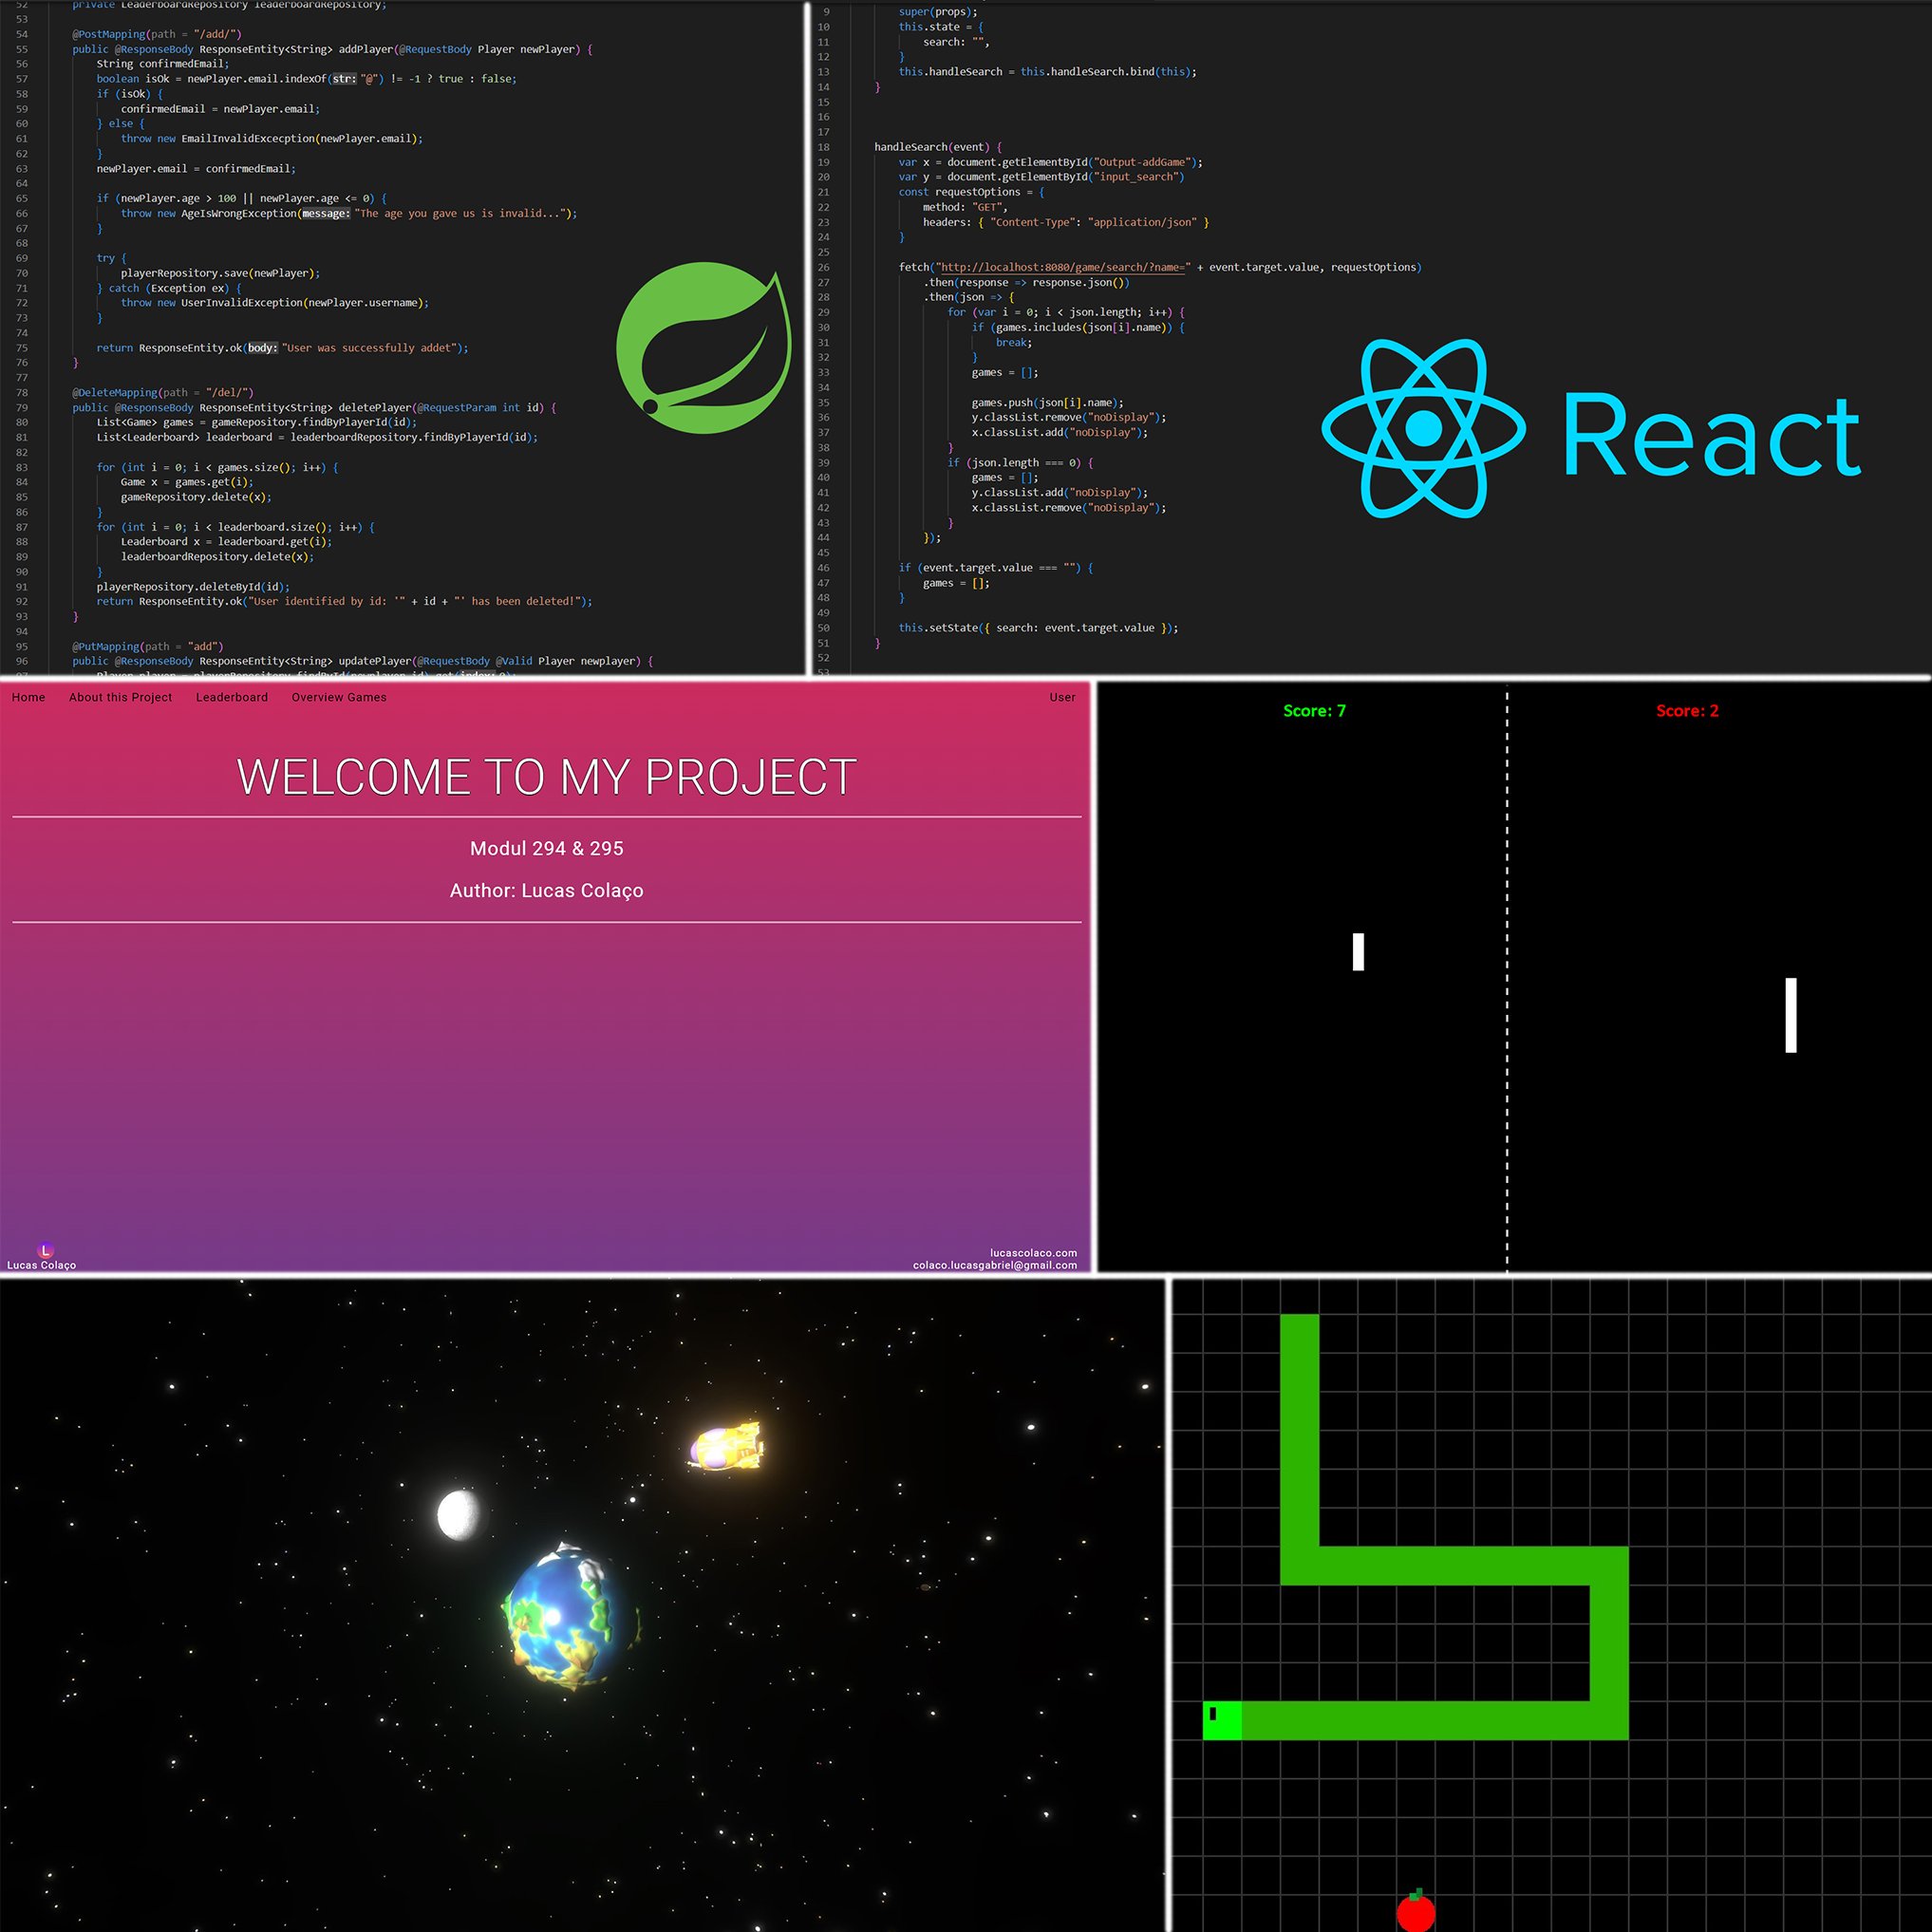 52 private LeaderboardRepository leaderboardRepository;
53
54 @PostMapping(path = "/add/")
55 public @ResponseBody ResponseEntity<String> addPlayer(@RequestBody Player newPlayer) {
56 String confirmedEmail;
57 boolean isOk = newPlayer.email.indexOf(str: "@") != -1 ? true : false;
58 if (isOk) {
59 confirmedEmail = newPlayer.email;
60 } else {
61 throw new EmailInvalidExcecption(newPlayer.email);
62 }
63 newPlayer.email = confirmedEmail;
64
65 if (newPlayer.age > 100 || newPlayer.age <= 0) {
66 throw new AgeIsWrongException(message: "The age you gave us is invalid...");
67 }
68
69 try {
70 playerRepository.save(newPlayer);
71 } catch (Exception ex) {
72 throw new UserInvalidException(newPlayer.username);
73 }
74
75 return ResponseEntity.ok(body: "User was successfully addet");
76 }
77
78 @DeleteMapping(path = "/del/")
79 public @ResponseBody ResponseEntity<String> deletePlayer(@RequestParam int id) {
80 List<Game> games = gameRepository.findByPlayerId(id);
81 List<Leaderboard> leaderboard = leaderboardRepository.findByPlayerId(id);
82
83 for (int i = 0; i < games.size(); i++) {
84 Game x = games.get(i);
85 gameRepository.delete(x);
86 }
87 for (int i = 0; i < leaderboard.size(); i++) {
88 Leaderboard x = leaderboard.get(i);
89 leaderboardRepository.delete(x);
90 }
91 playerRepository.deleteById(id);
92 return ResponseEntity.ok("User identified by id: '" + id + "' has been deleted!");
93 }
94
95 @PutMapping(path = "add")
96 public @ResponseBody ResponseEntity<String> updatePlayer(@RequestBody @Valid Player newplayer) {
97 Player player = playerRepository.findById(newplayer.id).get(index: 0);
9 super(props);
10 this.state = {
11 search: "",
12 }
13 this.handleSearch = this.handleSearch.bind(this);
14 }
15
16
17
18 handleSearch(event) {
19 var x = document.getElementById("Output-addGame");
20 var y = document.getElementById("input_search")
21 const requestOptions = {
22 method: "GET",
23 headers: { "Content-Type": "application/json" }
24 }
25
26 fetch("http://localhost:8080/game/search/?name=" + event.target.value, requestOptions)
27 .then(response => response.json())
28 .then(json => {
29 for (var i = 0; i < json.length; i++) {
30 if (games.includes(json[i].name)) {
31 break;
32 }
33 games = [];
34
35 games.push(json[i].name);
36 y.classList.remove("noDisplay");
37 x.classList.add("noDisplay");
38 }
39 if (json.length === 0) {
40 games = [];
41 y.classList.add("noDisplay");
42 x.classList.remove("noDisplay");
43 }
44 });
45
46 if (event.target.value === "") {
47 games = [];
48 }
49
50 this.setState({ search: event.target.value });
51 }
52
53
React
Home About this Project Leaderboard Overview Games User
WELCOME TO MY PROJECT
Modul 294 & 295
Author: Lucas Colaço
L
Lucas Colaço
lucascolaco.com
colaco.lucasgabriel@gmail.com
Score: 7 Score: 2